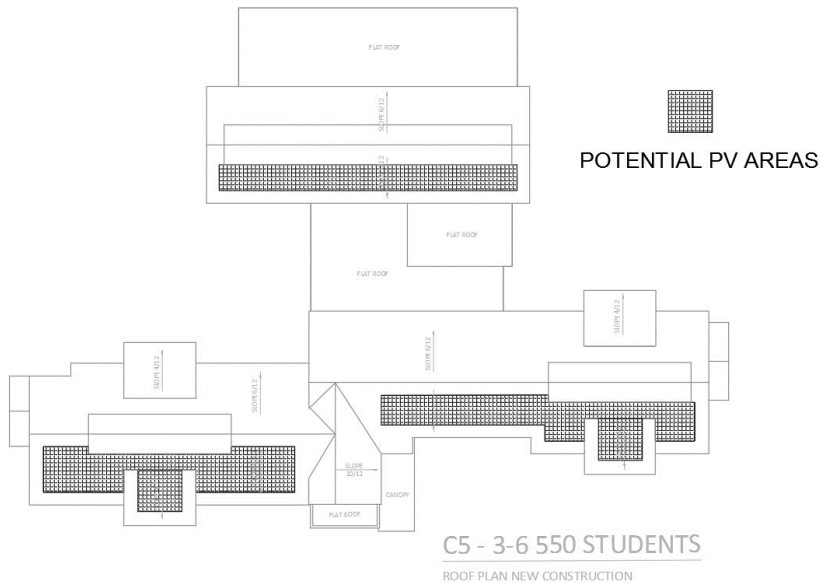 FLAT ROOF
SLOPE 6/12
POTENTIAL PV AREAS
FLAT ROOF
FLAT ROOF
SLOPE 4/12
SLOPE 6/12
SLOPE 4/12
SLOPE 6/12
SLOPE
10/12
CANOPY
FLAT ROOF
C5 - 3-6 550 STUDENTS
ROOF PLAN NEW CONSTRUCTION